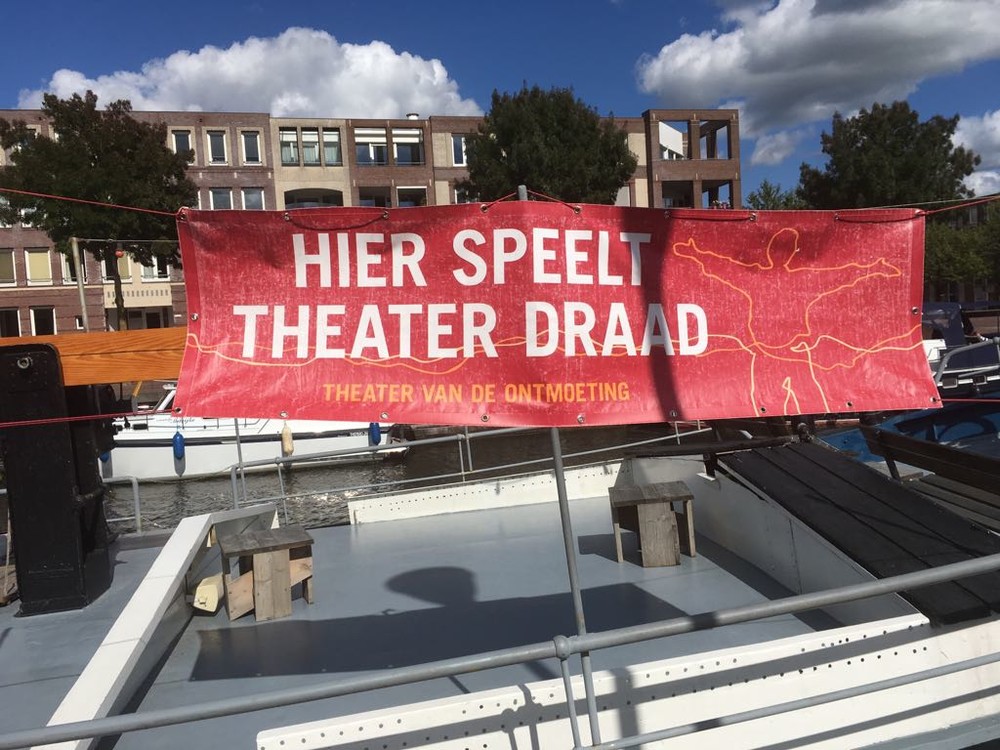 HIER SPEELT
THEATER DRAAD
THEATER VAN DE ONTMOETING